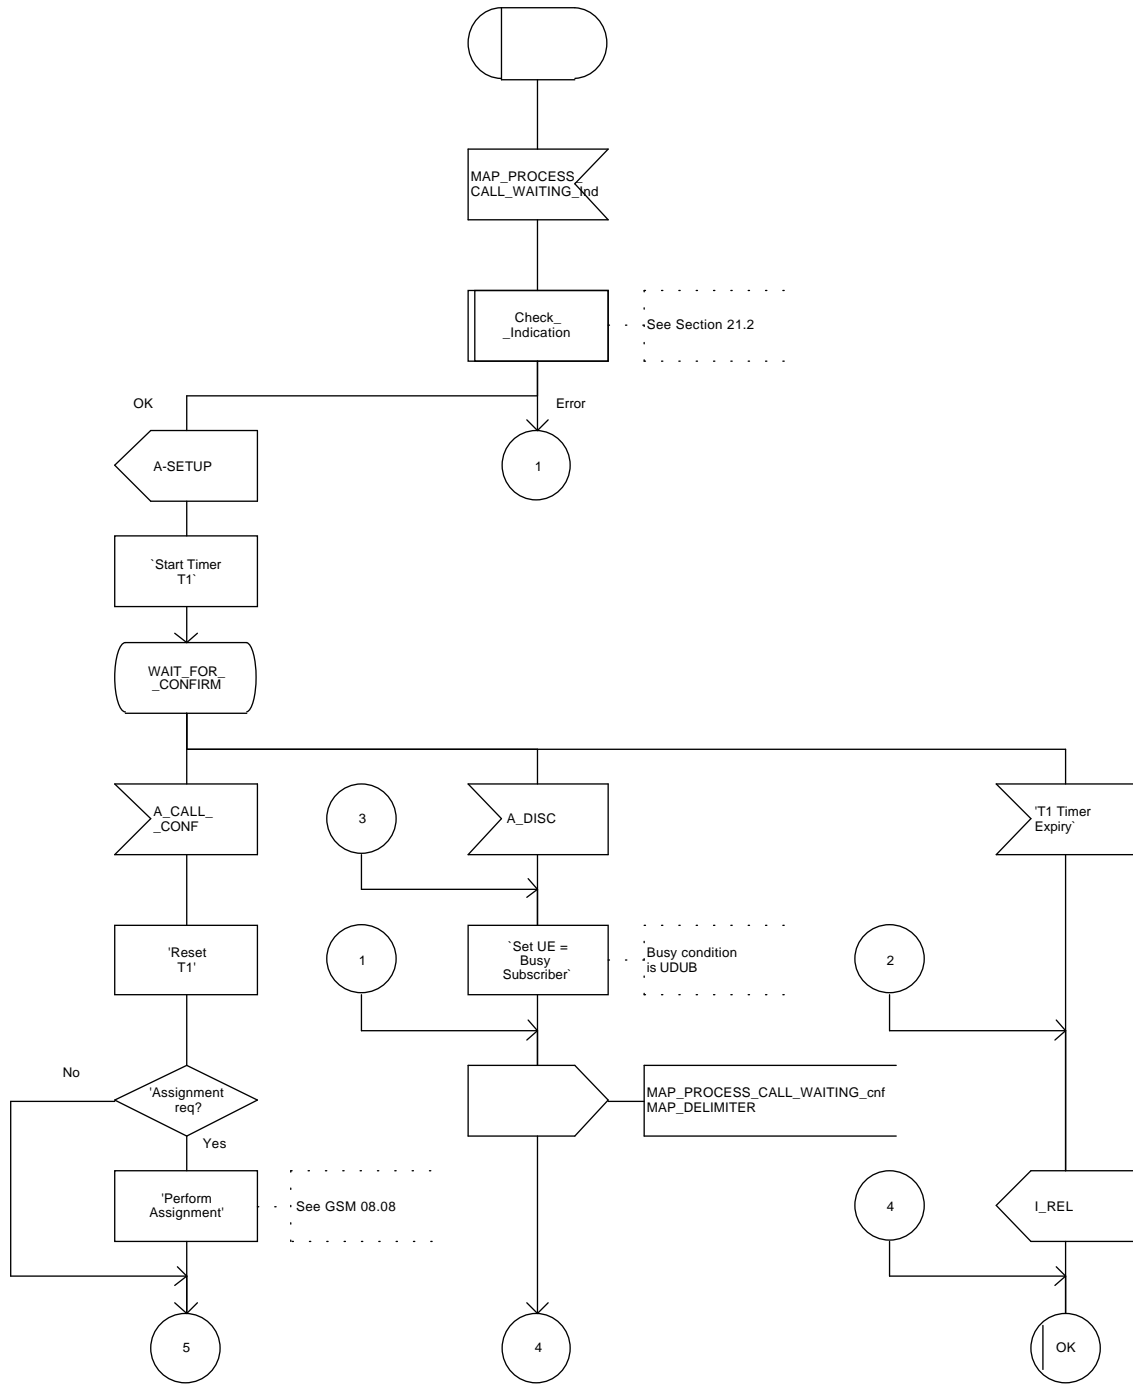 MAP_PROCESS_
CALL_WAITING_ind
Check_
_Indication
See Section 21.2
OK
Error
A-SETUP
1
`Start Timer
T1`
WAIT_FOR_
_CONFIRM
A_CALL_
_CONF
3
A_DISC
'T1 Timer
Expiry`
'Reset
T1'
1
`Set UE =
Busy
Subscriber`
Busy condition
is UDUB
2
No
'Assignment
req?
Yes
MAP_PROCESS_CALL_WAITING_cnf
MAP_DELIMITER
'Perform
Assignment'
See GSM 08.08
4
I_REL
5
4
OK